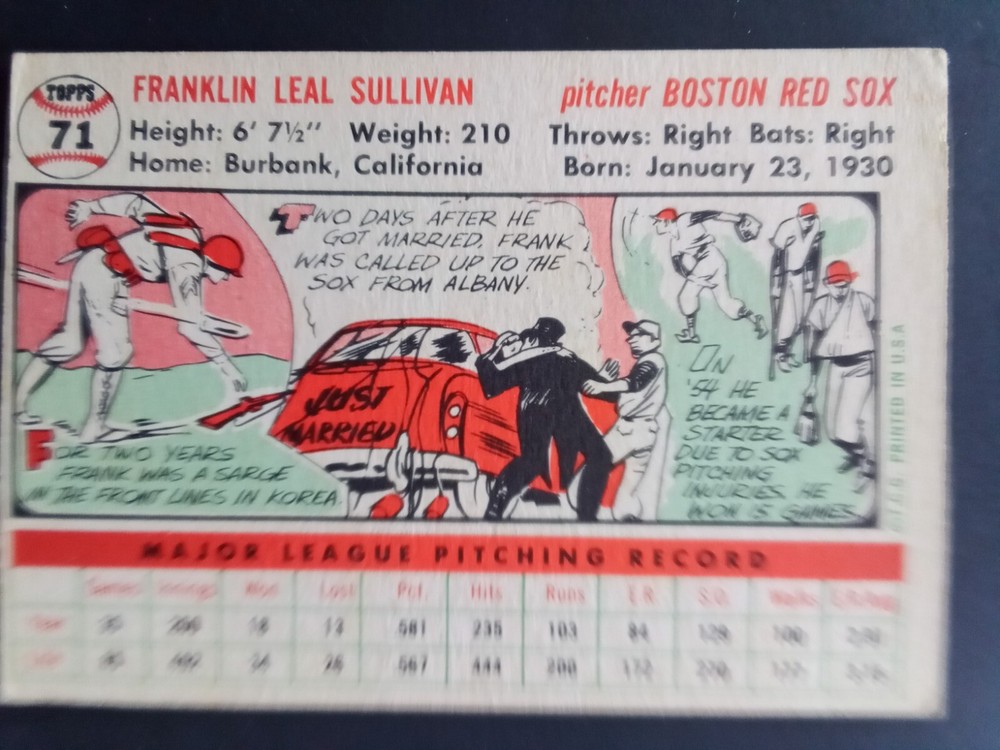 TOPPS
71
FRANKLIN LEAL SULLIVAN
pitcher BOSTON RED SOX
Height: 6' 7½" Weight: 210
Throws: Right Bats: Right
Home: Burbank, California
Born: January 23, 1930
TWO DAYS AFTER HE
GOT MARRIED, FRANK
WAS CALLED UP TO THE
SOX FROM ALBANY.
JUST
MARRIED
FOR TWO YEARS
FRANK WAS A SARGE
IN THE FRONT LINES IN KOREA.
ON
'54 HE
BECAME A
STARTER
DUE TO SOX
PITCHING
INJURIES. HE
WON 15 GAMES.
T.C.G. PRINTED IN U.S.A
MAJOR LEAGUE PITCHING RECORD
Games Innings Won Lost Pct. Hits Runs E.R. S.O. Walks
18 13 581 235 103 84 129 100
567 444 200